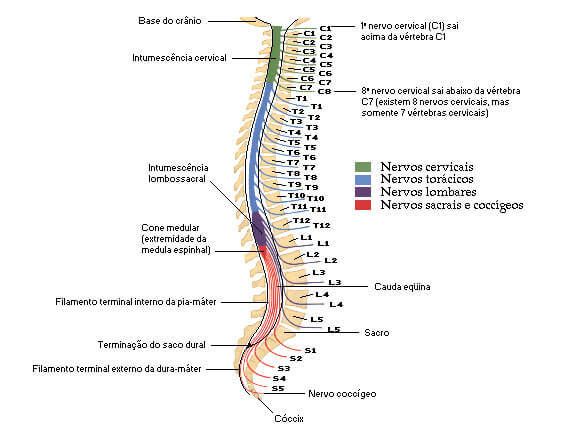 Base do crânio
Intumescência cervical
Intumescência
lombossacral
Cone medular
(extremidade da
medula espinhal)
Filamento terminal interno da pia-máter
Terminação do saco dural
Filamento terminal externo da dura-máter
Cóccix
C1
C1
C2
C2
C3
C3
C4
C4
C5
C5
C6
C6
C7
C7
C8
T1
T1
T2
T2
T3
T3
T4
T4
T5
T5
T6
T6
T7
T7
T8
T8
T9
T9
T10
T10
T11
T11
T12
T12
L1
L1
L2
L2
L3
L3
L4
L4
L5
L5
S1
S2
S3
S4
S5
1º nervo cervical (C1) sai
acima da vértebra C1
8º nervo cervical sai abaixo da vértebra
C7 (existem 8 nervos cervicais, mas
somente 7 vértebras cervicais)
Nervos cervicais
Nervos torácicos
Nervos lombares
Nervos sacrais e coccígeos
Cauda eqüina
Sacro
Nervo coccígeo